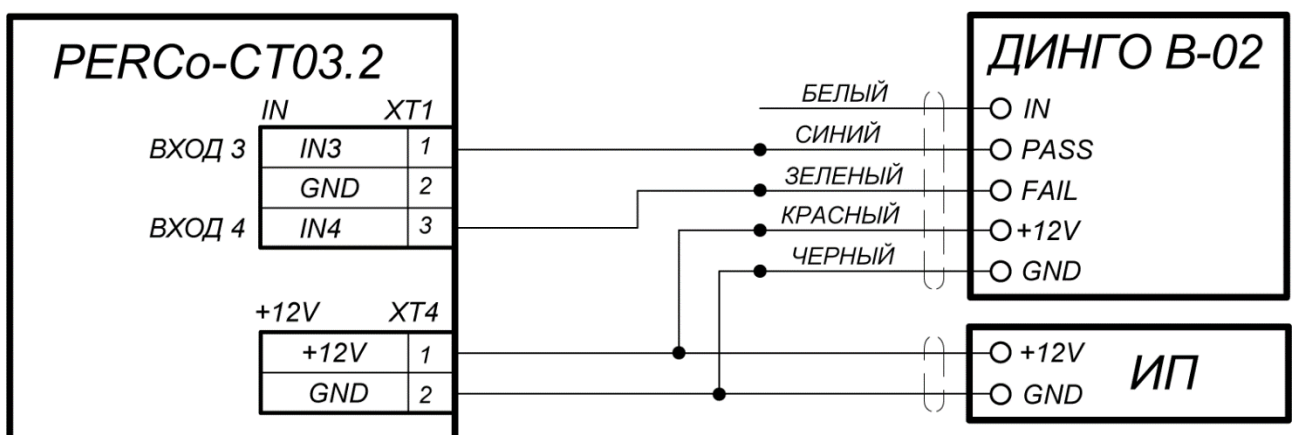 PERCo-CT03.2
IN XT1
ВХОД 3 IN3 1
GND 2
ВХОД 4 IN4 3
+12V XT4
+12V 1
GND 2
БЕЛЫЙ
СИНИЙ
ЗЕЛЕНЫЙ
КРАСНЫЙ
ЧЕРНЫЙ
ДИНГО В-02
IN
PASS
FAIL
+12V
GND
+12V
ИП
GND